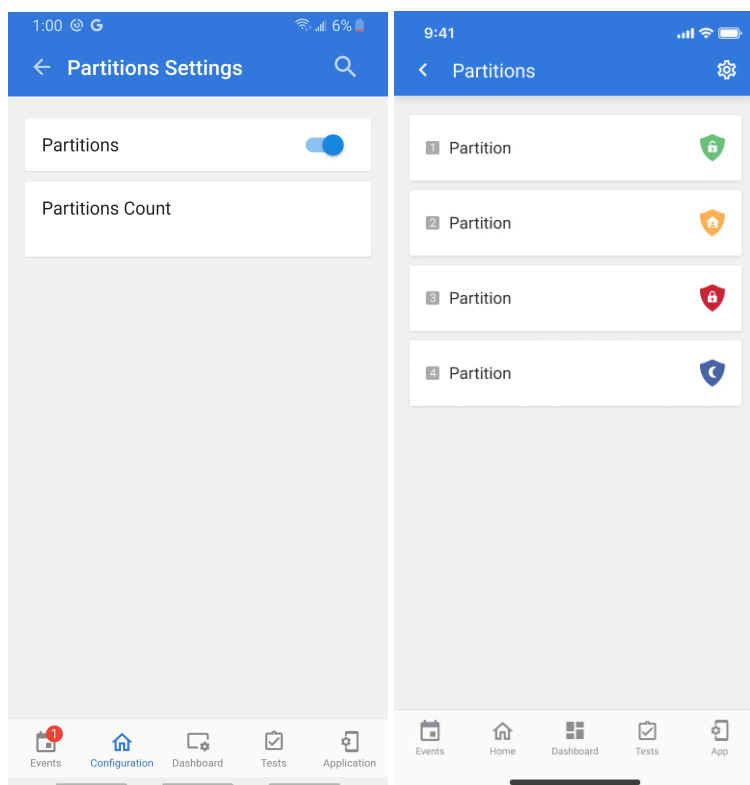 1:00 G 6%
Partitions Settings
Partitions
Partitions Count
1
Events Configuration Dashboard Tests Application
9:41
Partitions
1 Partition
2 Partition
3 Partition
4 Partition
Events Home Dashboard Tests App